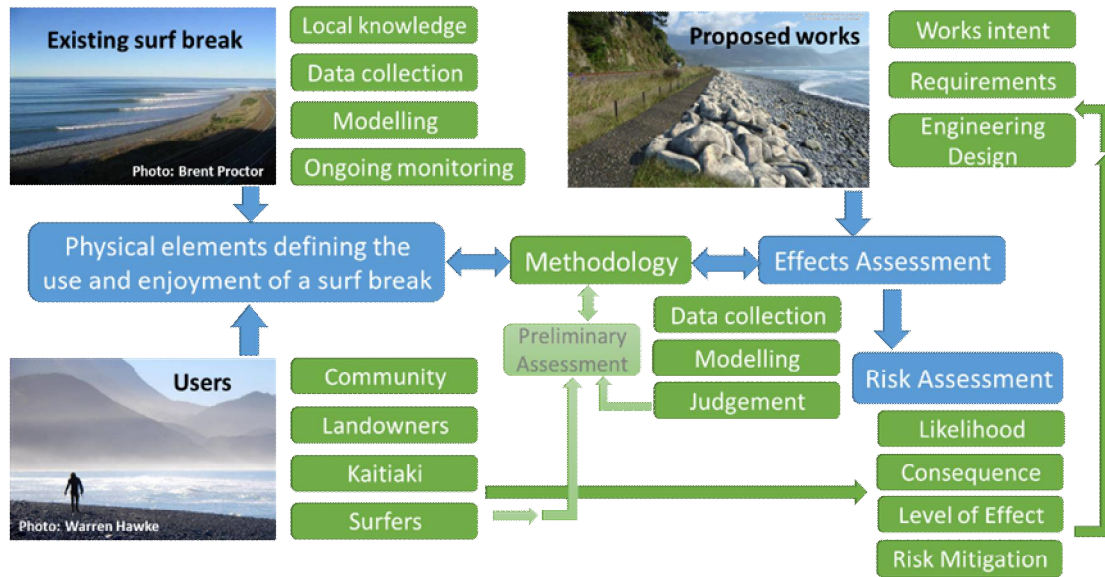 Existing surf break
Photo: Brent Proctor
Local knowledge
Data collection
Modelling
Ongoing monitoring
Proposed works
Works intent
Requirements
Engineering
Design
Physical elements defining the
use and enjoyment of a surf break
Methodology
Effects Assessment
Preliminary
Assessment
Data collection
Modelling
Judgement
Risk Assessment
Users
Photo: Warren Hawke
Community
Landowners
Kaitiaki
Surfers
Likelihood
Consequence
Level of Effect
Risk Mitigation